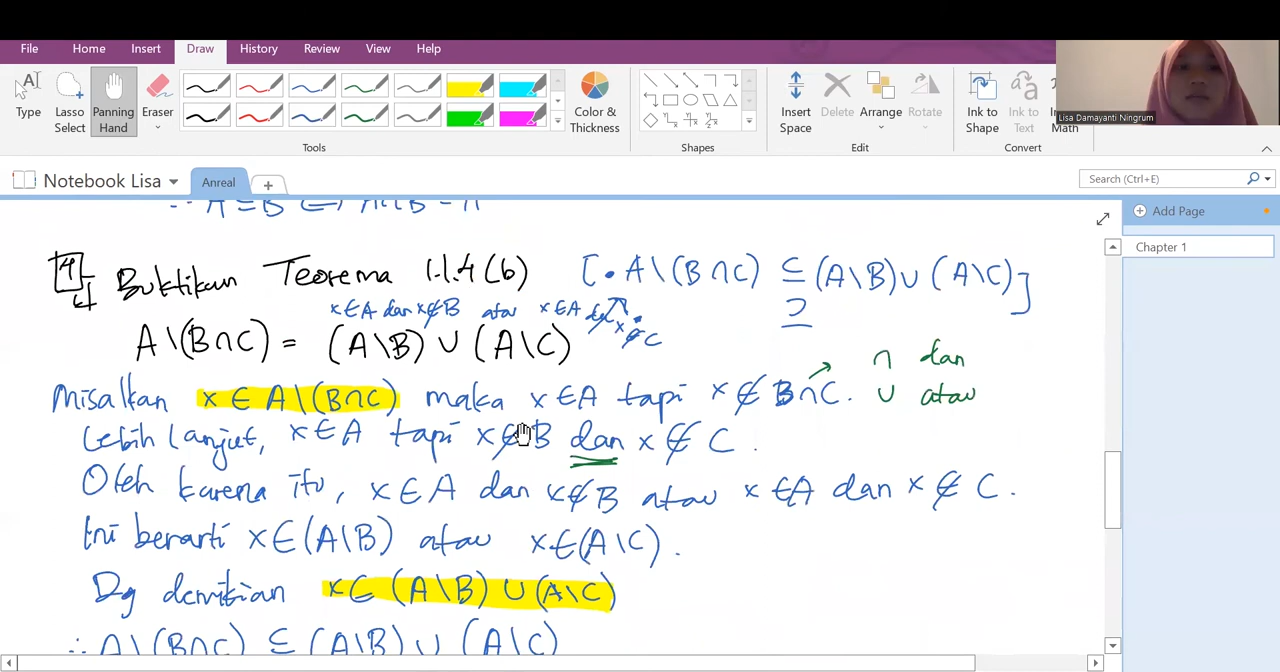 File Home Insert Draw History Review View Help
Type Lasso Select Panning Hand Eraser Color & Thickness Insert Space Delete Arrange Rotate Ink to Shape Ink to Text Math
Lisa Damayanti Ningrum
Tools Shapes Edit Convert
Notebook Lisa Anreal Search (Ctrl+E)
Add Page
Chapter 1
4 Buktikan Teorema 1.1.4 (b) [• A\(B∩C) ⊆ (A\B)∪(A\C)]
⊇
x∈A dan x∉B atau x∈A dan x∉C
A\(B∩C) = (A\B) ∪ (A\C)
∩ dan
∪ atau
Misalkan x∈A\(B∩C) maka x∈A tapi x∉B∩C.
Lebih lanjut, x∈A tapi x∉B dan x∉C.
Oleh karena itu, x∈A dan x∉B atau x∈A dan x∉C.
Ini berarti x∈(A\B) atau x∈(A\C).
Dg demikian x∈(A\B)∪(A\C)
∴ A\(B∩C) ⊆ (A\B)∪(A\C)